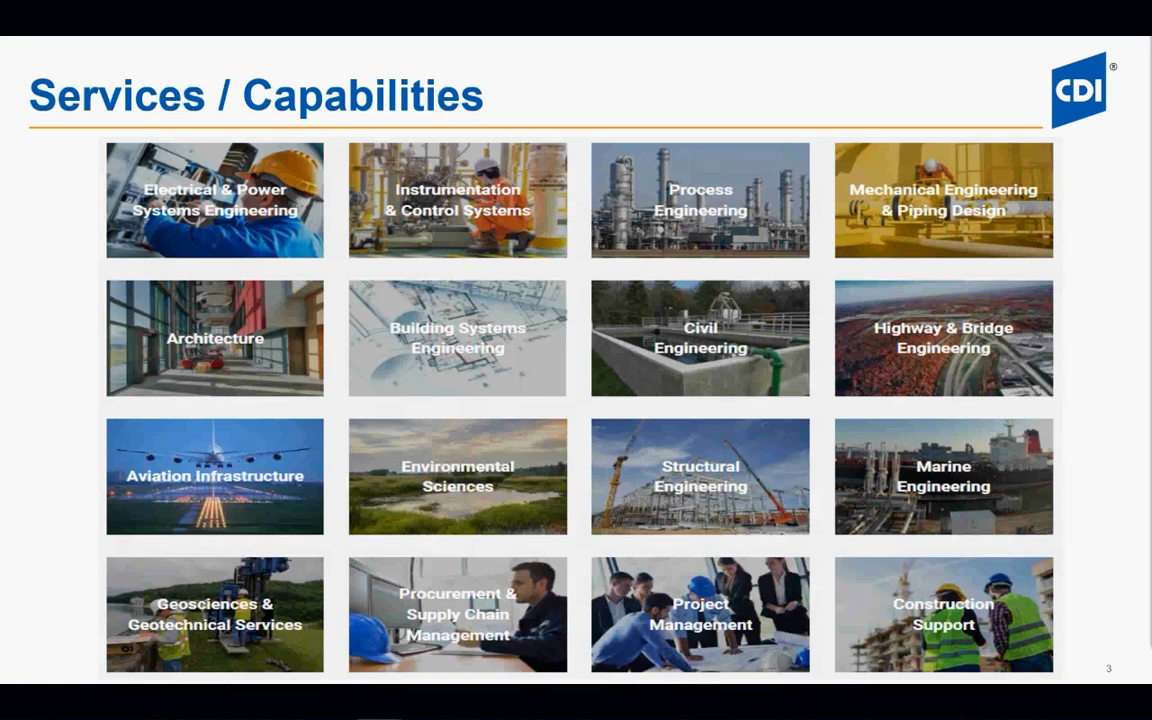 Services / Capabilities
CDI
®
Electrical & Power
Systems Engineering
Instrumentation
& Control Systems
Process
Engineering
Mechanical Engineering
& Piping Design
Architecture
Building Systems
Engineering
Civil
Engineering
Highway & Bridge
Engineering
Aviation Infrastructure
Environmental
Sciences
Structural
Engineering
Marine
Engineering
Geosciences &
Geotechnical Services
Procurement &
Supply Chain
Management
Project
Management
Construction
Support
3